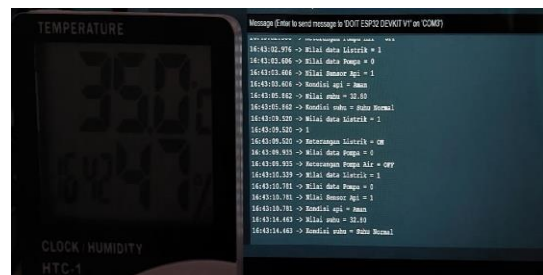 TEMPERATURE
35.0
47%
CLOCK/HUMIDITY
HTC-1
Message (Enter to send message to 'DOIT ESP32 DEVKIT V1' on 'COM3')
16:43:02.976 -> Nilai data Listrik = 1
16:43:03.606 -> Nilai data Pompa = 0
16:43:03.606 -> Nilai Sensor Api = 1
16:43:03.606 -> Kondisi api = Aman
16:43:05.862 -> Nilai suhu = 32.80
16:43:05.862 -> Kondisi suhu = Suhu Normal
16:43:09.520 -> Nilai data Listrik = 1
16:43:09.520 -> 1
16:43:09.520 -> Keterangan Listrik = ON
16:43:09.935 -> Nilai data Pompa = 0
16:43:09.935 -> Keterangan Pompa Air = OFF
16:43:10.339 -> Nilai data Listrik = 1
16:43:10.781 -> Nilai data Pompa = 0
16:43:10.781 -> Nilai Sensor Api = 1
16:43:10.781 -> Kondisi api = Aman
16:43:14.463 -> Nilai suhu = 32.80
16:43:14.463 -> Kondisi suhu = Suhu Normal